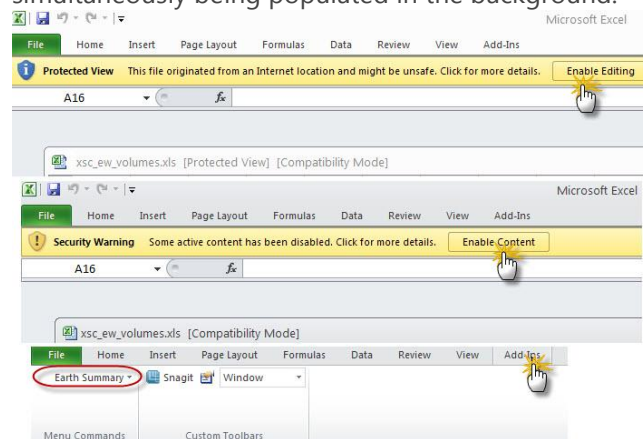 simultaneously being populated in the background.
Microsoft Excel
File Home Insert Page Layout Formulas Data Review View Add-Ins
Protected View This file originated from an Internet location and might be unsafe. Click for more details. Enable Editing
A16 fx
xsc_ew_volumes.xls [Protected View] [Compatibility Mode]
Microsoft Excel
File Home Insert Page Layout Formulas Data Review View Add-Ins
Security Warning Some active content has been disabled. Click for more details. Enable Content
A16 fx
xsc_ew_volumes.xls [Compatibility Mode]
File Home Insert Page Layout Formulas Data Review View Add-Ins
Earth Summary Snagit Window
Menu Commands Custom Toolbars